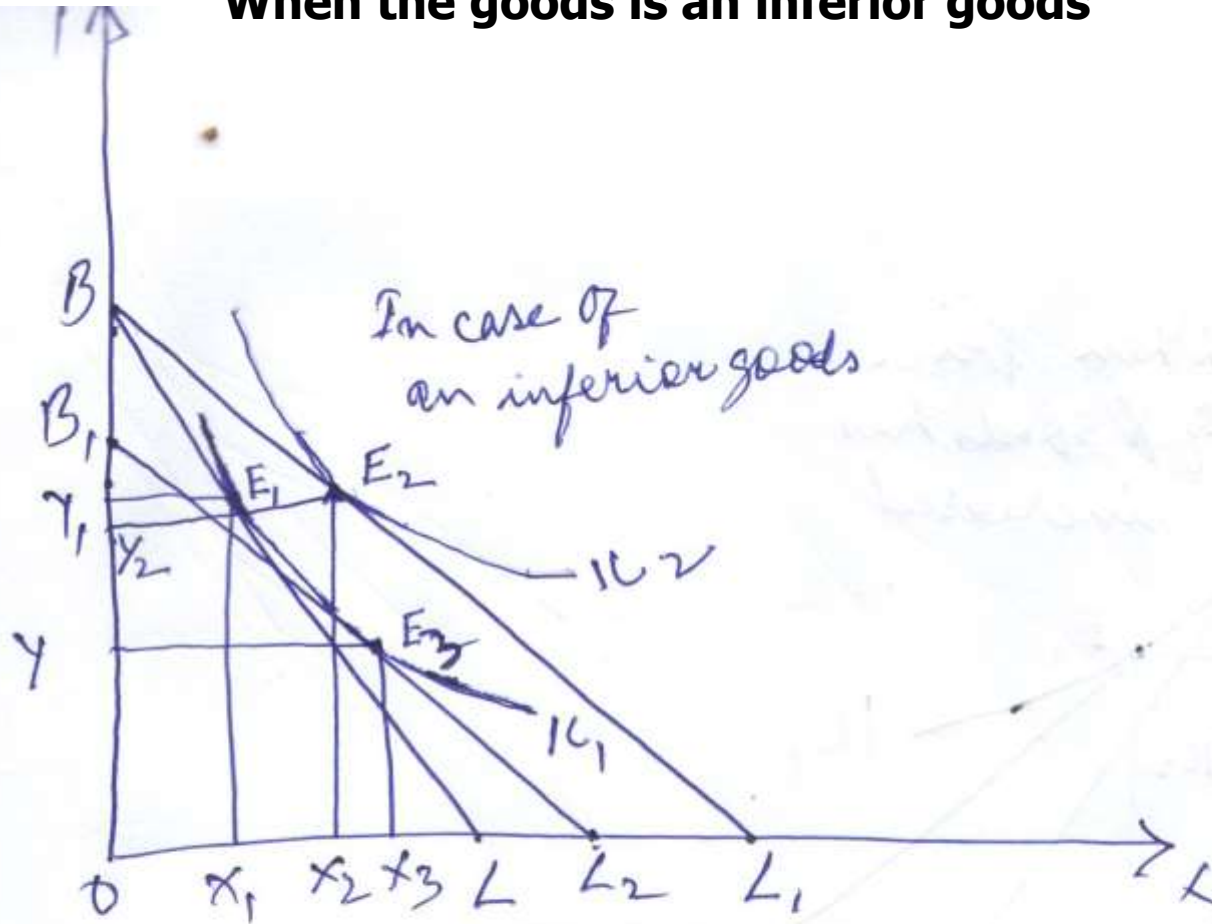 When the goods is an inferior goods
B
In case of
an inferior goods
B1
E1
E2
Y1
Y2
IC2
Y
E3
IC1
0 X1 X2 X3 L L2 L1